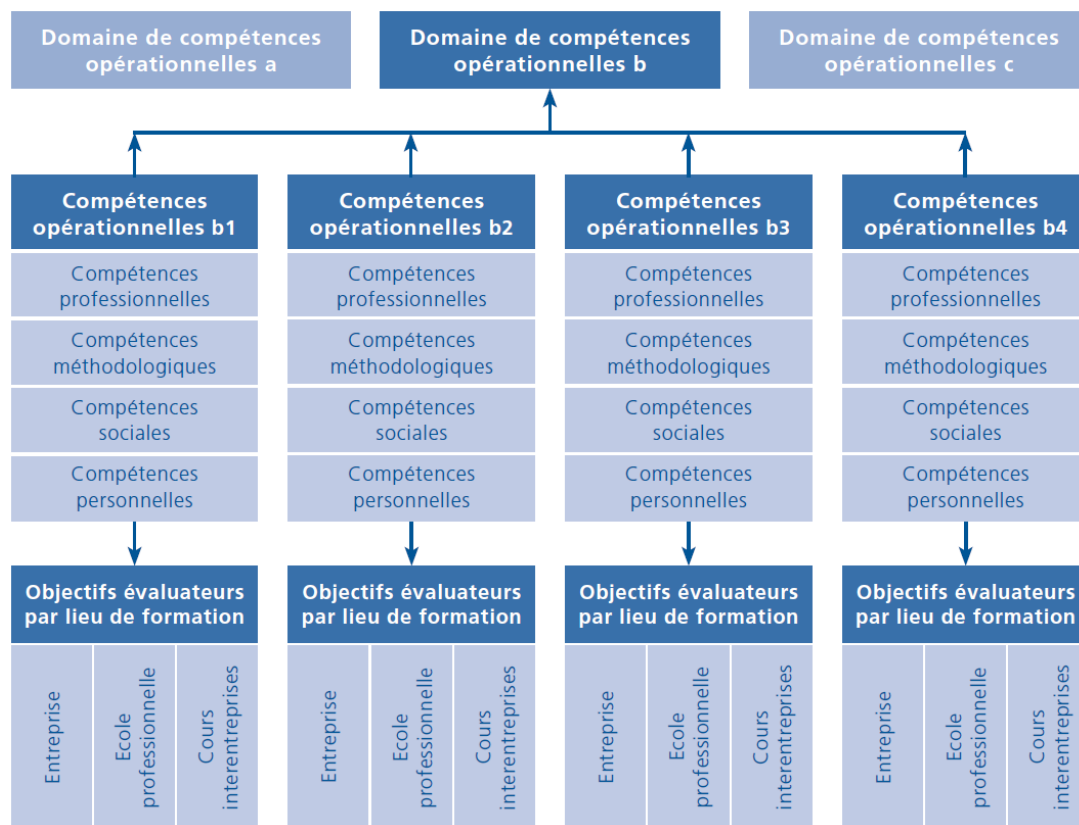 Domaine de compétences
opérationnelles a
Domaine de compétences
opérationnelles b
Domaine de compétences
opérationnelles c
Compétences
opérationnelles b1
Compétences
opérationnelles b2
Compétences
opérationnelles b3
Compétences
opérationnelles b4
Compétences
professionnelles
Compétences
professionnelles
Compétences
professionnelles
Compétences
professionnelles
Compétences
méthodologiques
Compétences
méthodologiques
Compétences
méthodologiques
Compétences
méthodologiques
Compétences
sociales
Compétences
sociales
Compétences
sociales
Compétences
sociales
Compétences
personnelles
Compétences
personnelles
Compétences
personnelles
Compétences
personnelles
Objectifs évaluateurs
par lieu de formation
Objectifs évaluateurs
par lieu de formation
Objectifs évaluateurs
par lieu de formation
Objectifs évaluateurs
par lieu de formation
Entreprise
Ecole
professionnelle
Cours
interentreprises
Entreprise
Ecole
professionnelle
Cours
interentreprises
Entreprise
Ecole
professionnelle
Cours
interentreprises
Entreprise
Ecole
professionnelle
Cours
interentreprises